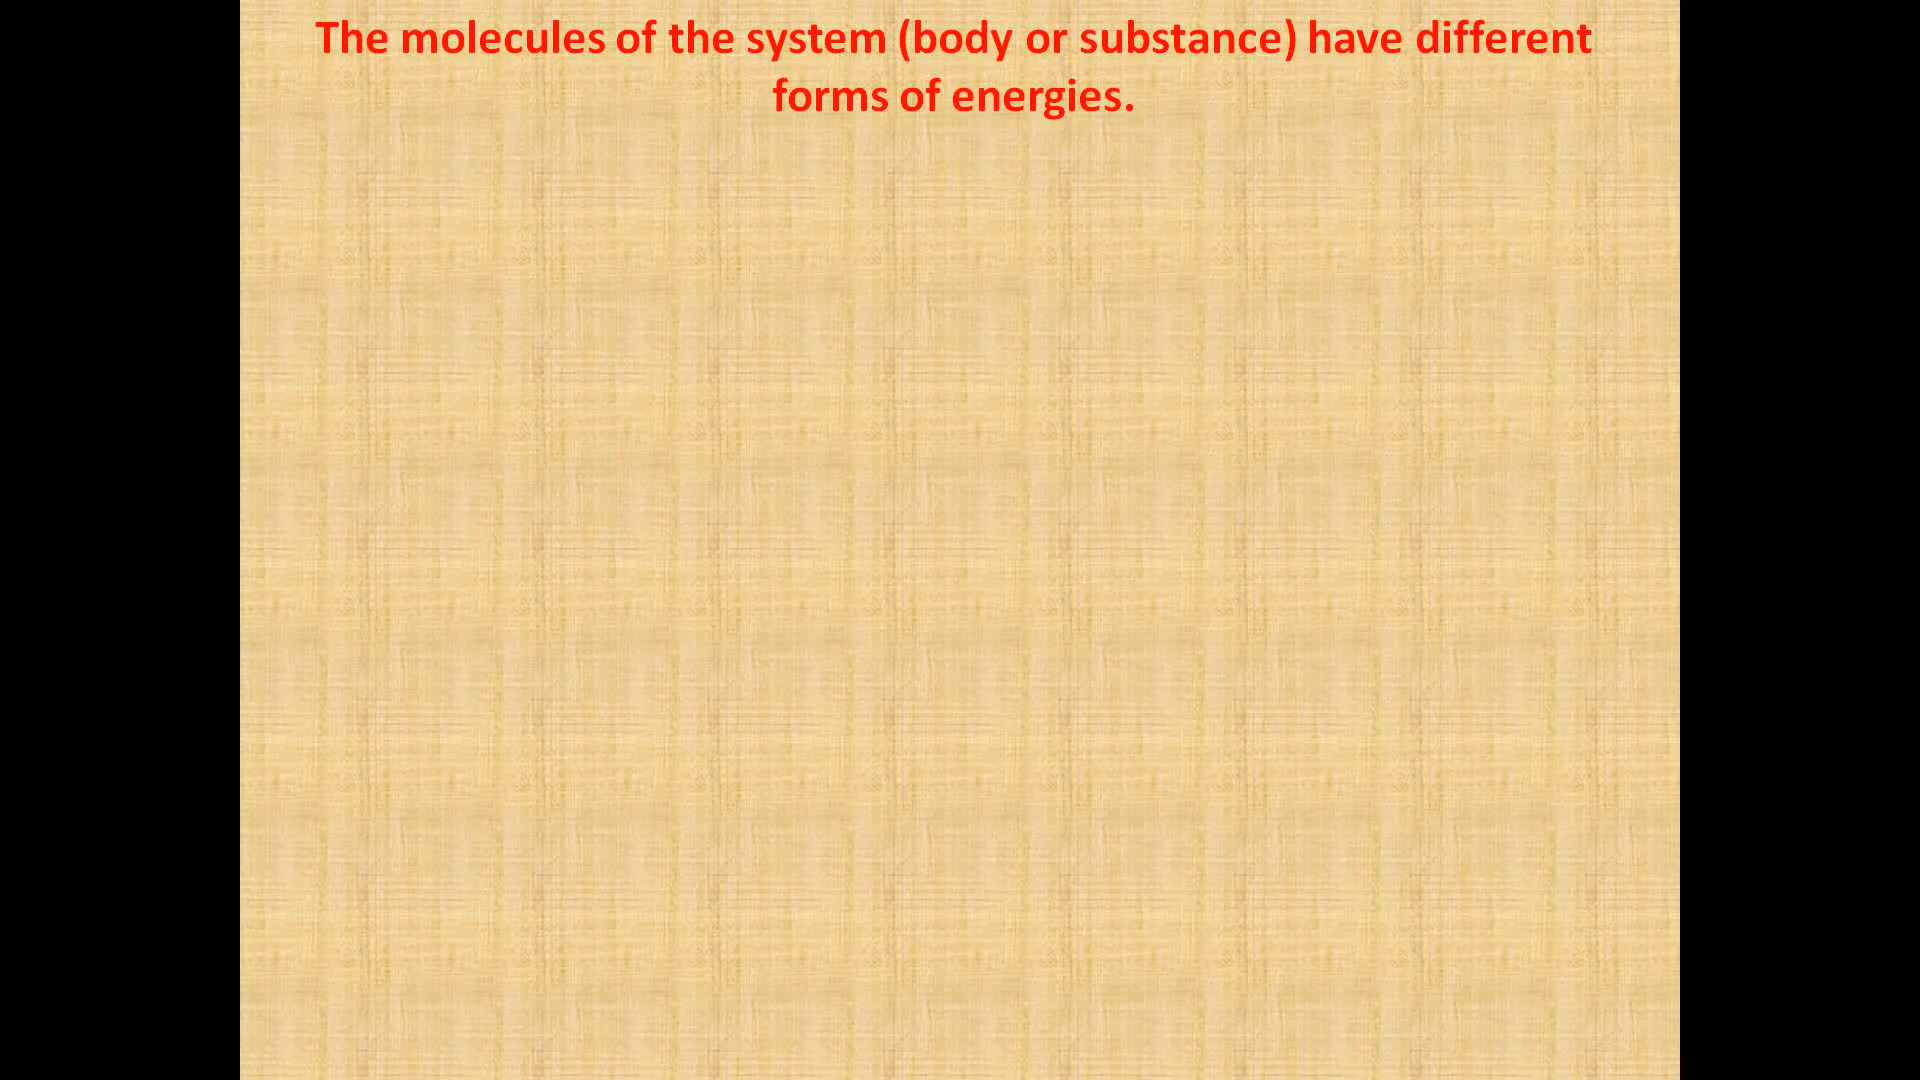 The molecules of the system (body or substance) have different
forms of energies.